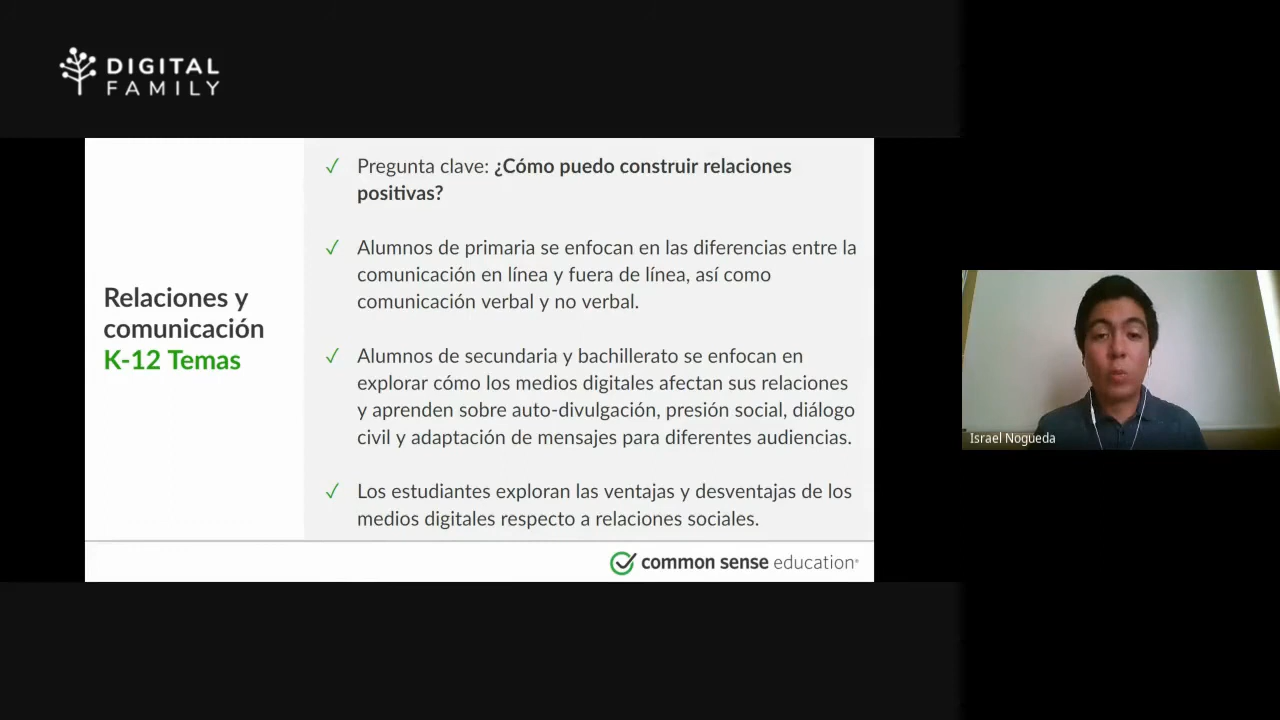 DIGITAL
FAMILY
Relaciones y
comunicación
K-12 Temas
✓ Pregunta clave: ¿Cómo puedo construir relaciones
positivas?
✓ Alumnos de primaria se enfocan en las diferencias entre la
comunicación en línea y fuera de línea, así como
comunicación verbal y no verbal.
✓ Alumnos de secundaria y bachillerato se enfocan en
explorar cómo los medios digitales afectan sus relaciones
y aprenden sobre auto-divulgación, presión social, diálogo
civil y adaptación de mensajes para diferentes audiencias.
✓ Los estudiantes exploran las ventajas y desventajas de los
medios digitales respecto a relaciones sociales.
common sense education®
Israel Nogueda